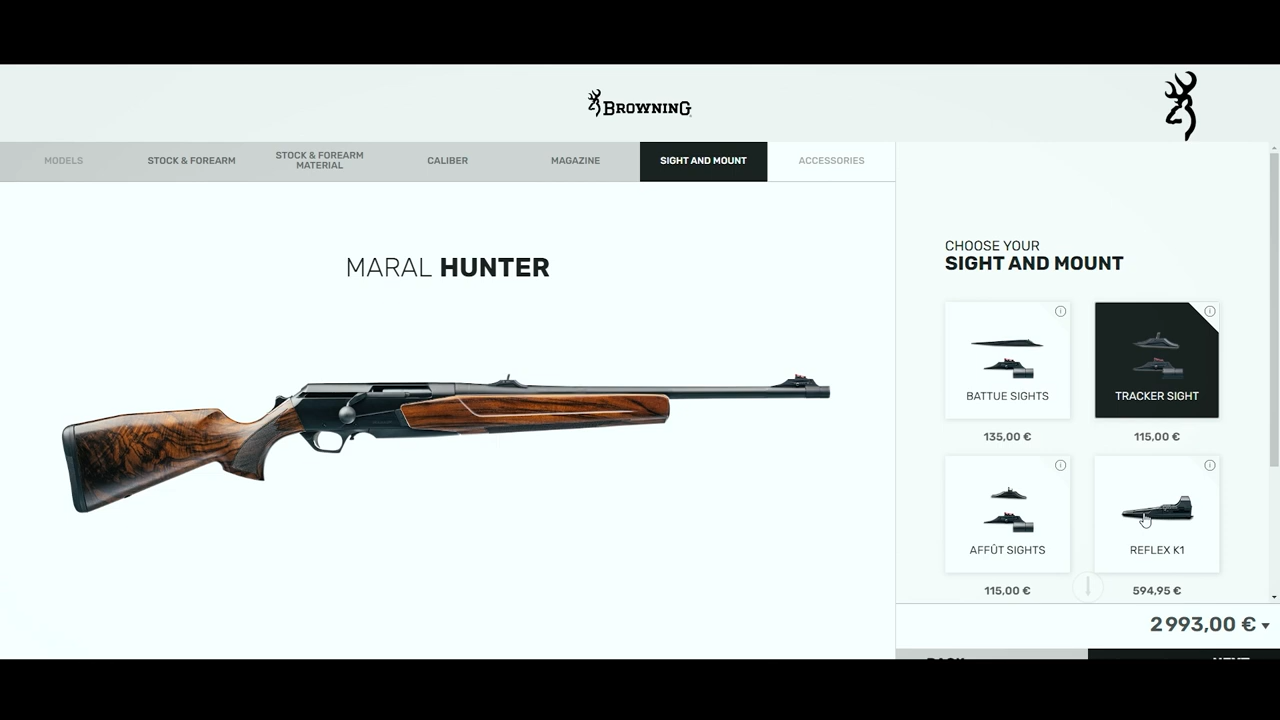 BROWNING
MODELS
STOCK & FOREARM
STOCK & FOREARM
MATERIAL
CALIBER
MAGAZINE
SIGHT AND MOUNT
ACCESSORIES
MARAL HUNTER
CHOOSE YOUR
SIGHT AND MOUNT
BATTUE SIGHTS
135,00 €
TRACKER SIGHT
115,00 €
AFFÛT SIGHTS
115,00 €
REFLEX K1
594,95 €
2 993,00 €
BACK
NEXT